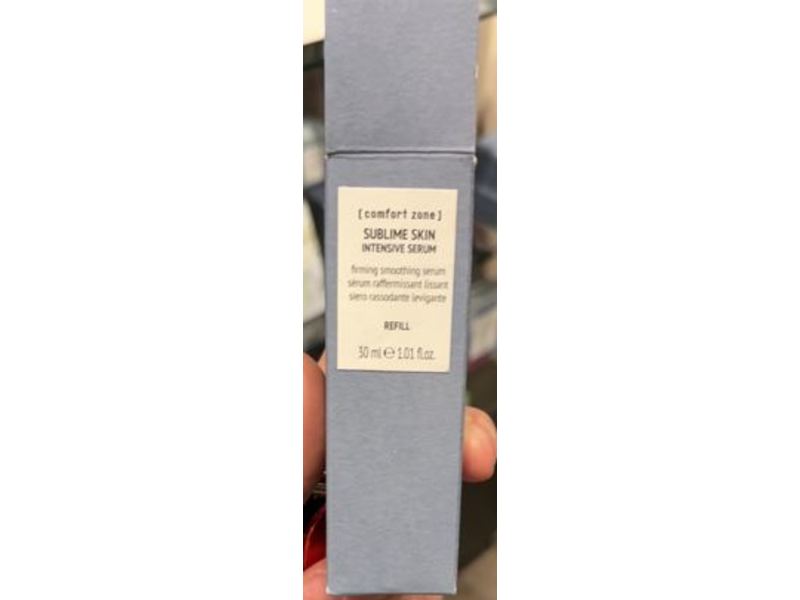 [comfort zone]
SUBLIME SKIN
INTENSIVE SERUM
firming smoothing serum
sérum raffermissant lissant
siero rassodante levigante
REFILL
30 ml ℮ 1.01 fl.oz.